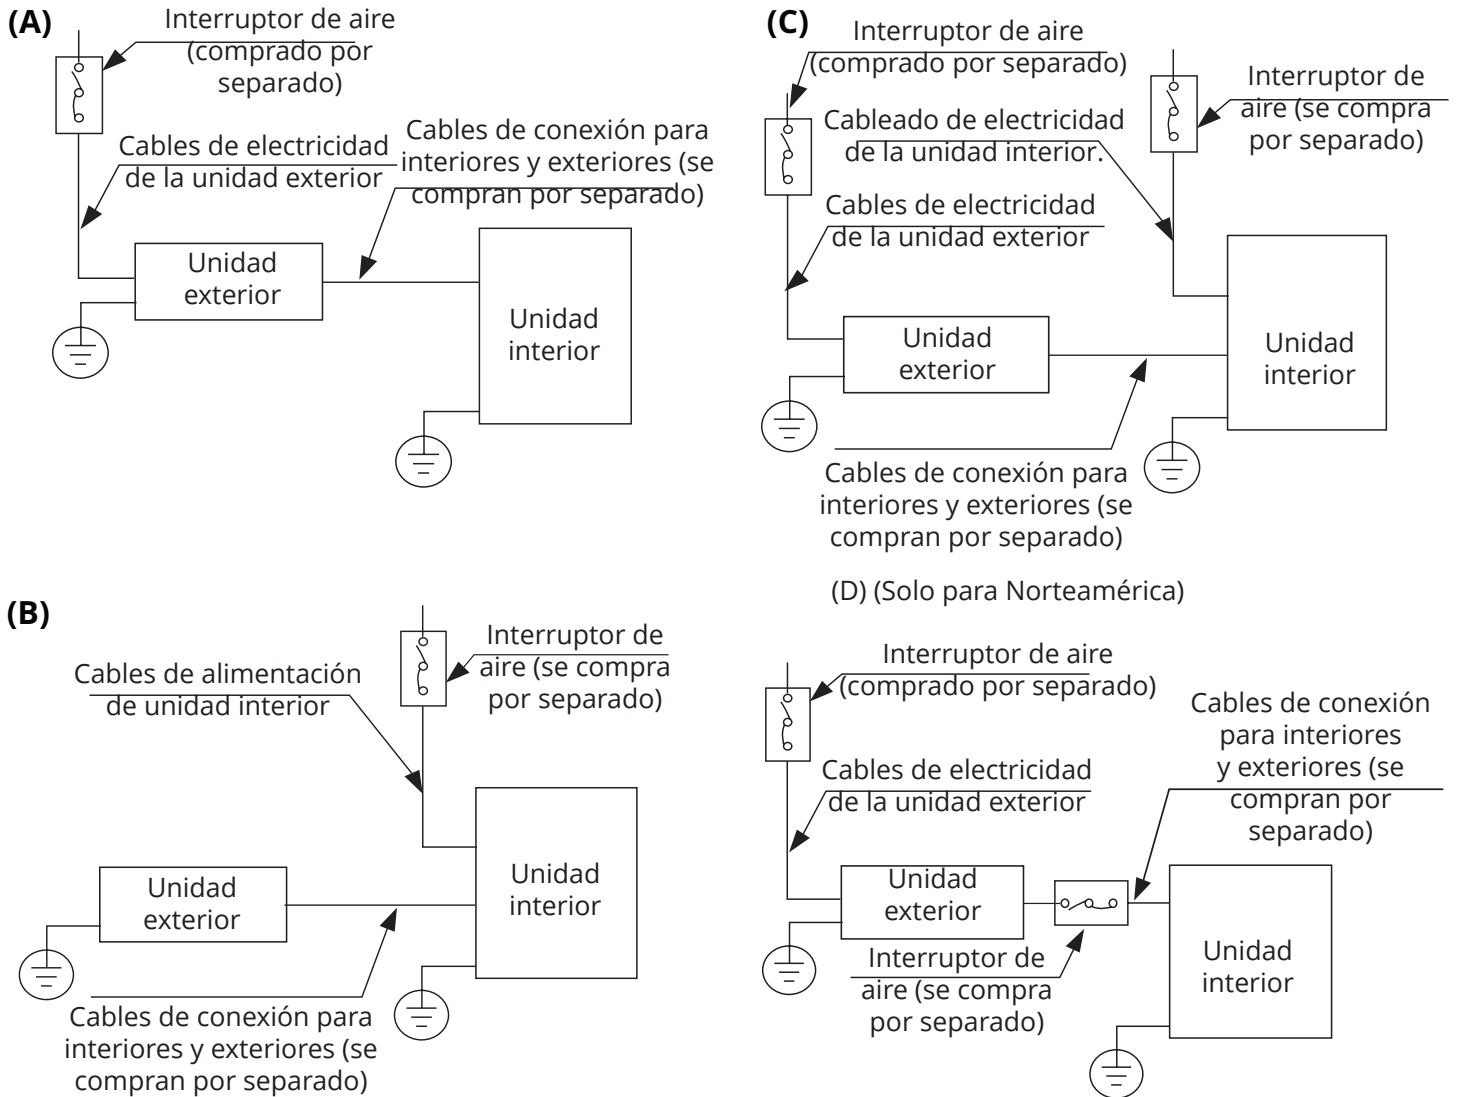 (A)
Interruptor de aire
(comprado por
separado)
Cables de electricidad
de la unidad exterior
Cables de conexión para
interiores y exteriores (se
compran por separado)
Unidad
exterior
Unidad
interior
(B)
Interruptor de
aire (se compra
por separado)
Cables de alimentación
de unidad interior
Unidad
exterior
Unidad
interior
Cables de conexión para
interiores y exteriores (se
compran por separado)
(C)
Interruptor de aire
(comprado por separado)
Interruptor de
aire (se compra
por separado)
Cableado de electricidad
de la unidad interior.
Cables de electricidad
de la unidad exterior
Unidad
exterior
Unidad
interior
Cables de conexión para
interiores y exteriores (se
compran por separado)
(D) (Solo para Norteamérica)
Interruptor de aire
(comprado por separado)
Cables de conexión
para interiores
y exteriores (se
compran por
separado)
Cables de electricidad
de la unidad exterior
Unidad
exterior
Interruptor de
aire (se compra
por separado)
Unidad
interior